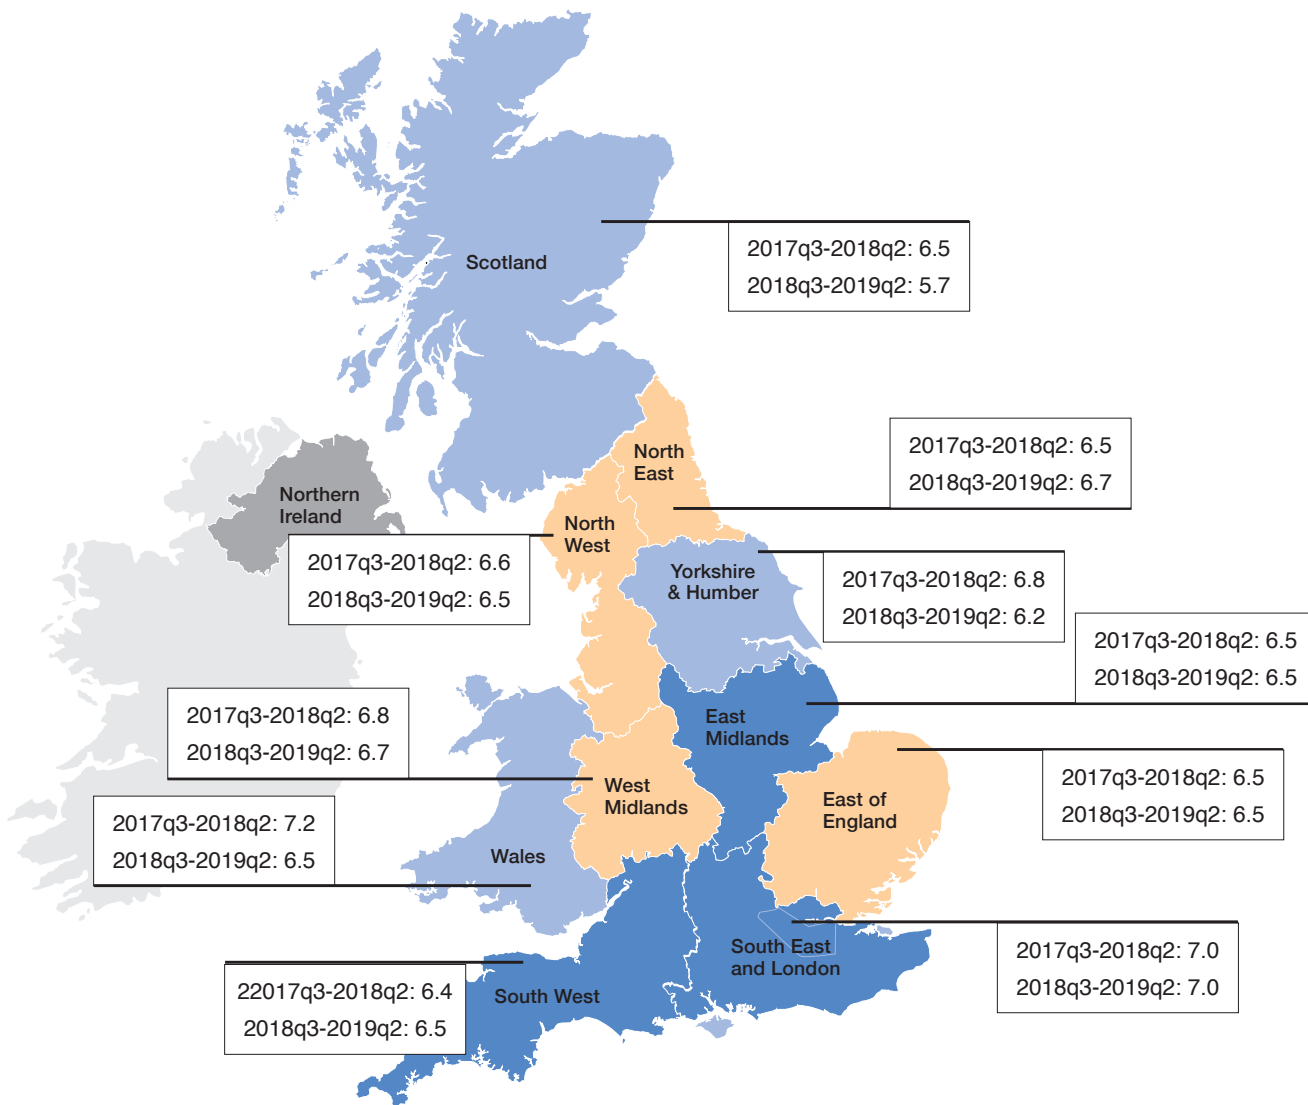 2017q3-2018q2: 6.5
2018q3-2019q2: 5.7
Scotland
2017q3-2018q2: 6.5
2018q3-2019q2: 6.7
North
East
Northern
Ireland
North
West
2017q3-2018q2: 6.6
2018q3-2019q2: 6.5
Yorkshire
& Humber
2017q3-2018q2: 6.8
2018q3-2019q2: 6.2
2017q3-2018q2: 6.5
2018q3-2019q2: 6.5
2017q3-2018q2: 6.8
2018q3-2019q2: 6.7
East
Midlands
West
Midlands
East of
England
2017q3-2018q2: 6.5
2018q3-2019q2: 6.5
2017q3-2018q2: 7.2
2018q3-2019q2: 6.5
Wales
South East
and London
2017q3-2018q2: 7.0
2018q3-2019q2: 7.0
22017q3-2018q2: 6.4
2018q3-2019q2: 6.5
South West